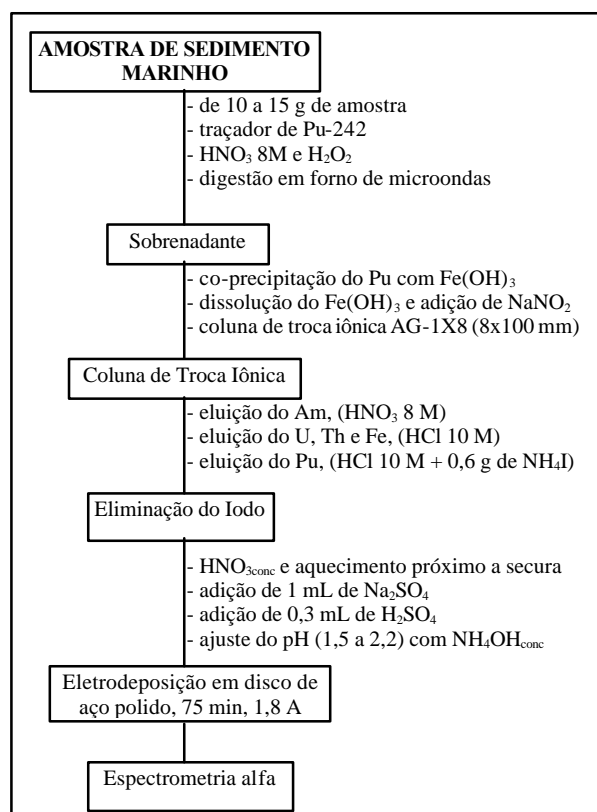 AMOSTRA DE SEDIMENTO
MARINHO
- de 10 a 15 g de amostra
- traçador de Pu-242
- HNO₃ 8M e H₂O₂
- digestão em forno de microondas
Sobrenadante
- co-precipitação do Pu com Fe(OH)₃
- dissolução do Fe(OH)₃ e adição de NaNO₂
- coluna de troca iônica AG-1X8 (8x100 mm)
Coluna de Troca Iônica
- eluição do Am, (HNO₃ 8 M)
- eluição do U, Th e Fe, (HCl 10 M)
- eluição do Pu, (HCl 10 M + 0,6 g de NH₄I)
Eliminação do Iodo
- HNO₃conc e aquecimento próximo a secura
- adição de 1 mL de Na₂SO₄
- adição de 0,3 mL de H₂SO₄
- ajuste do pH (1,5 a 2,2) com NH₄OHconc
Eletrodeposição em disco de
aço polido, 75 min, 1,8 A
Espectrometria alfa